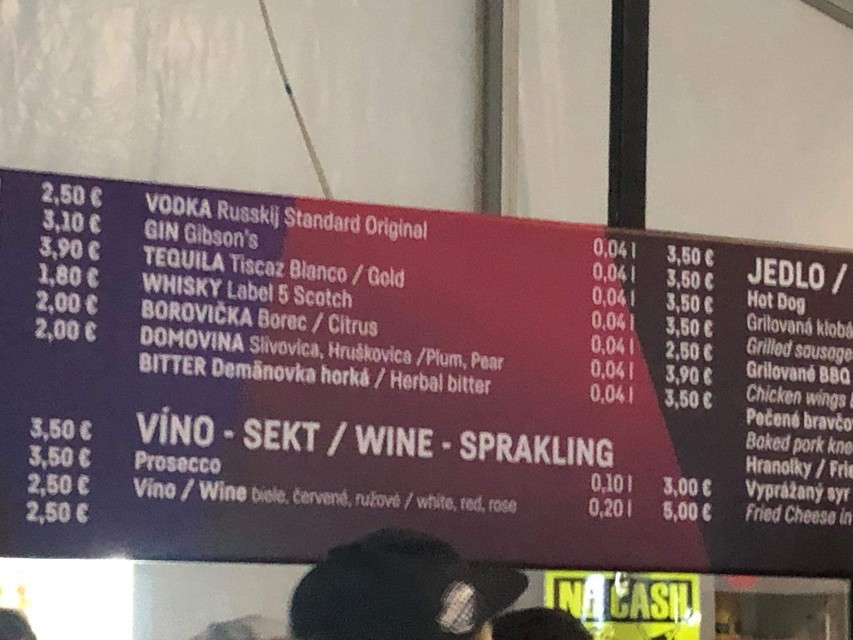 2,50 €
3,10 €
3,90 €
1,80 €
2,00 €
2,00 €
3,50 €
3,50 €
2,50 €
2,50 €
VODKA Russkij Standard Original 0,04 l 3,50 €
GIN Gibson's 0,04 l 3,50 €
TEQUILA Tiscaz Blanco / Gold 0,04 l 3,50 €
WHISKY Label 5 Scotch 0,04 l 3,50 €
BOROVIČKA Borec / Citrus 0,04 l 2,50 €
DOMOVINA Slivovica, Hruškovica /Plum, Pear 0,04 l 3,90 €
BITTER Demänovka horká / Herbal bitter 0,04 l 3,50 €
VÍNO - SEKT / WINE - SPRAKLING
Prosecco 0,10 l 3,00 €
Víno / Wine biele, červené, ružové / white, red, rose 0,20 l 5,00 €
JEDLO /
Hot Dog
Grilovaná klobá
Grilled sausage
Grilované BBQ
Chicken wings
Pečené bravčo
Baked pork kne
Hranolky / Frie
Vyprážaný syr
Fried Cheese in
NA CASH